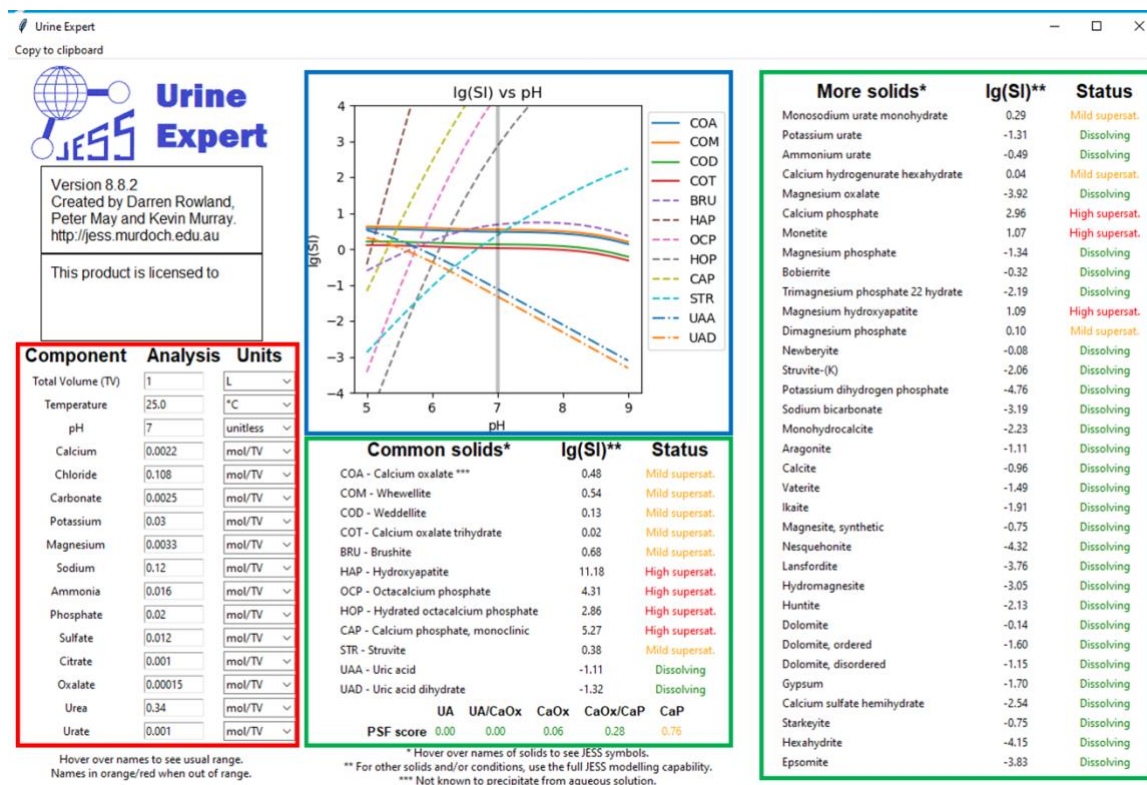 Urine Expert
Copy to clipboard
JESS Urine Expert
Version 8.8.2
Created by Darren Rowland,
Peter May and Kevin Murray.
http://jess.murdoch.edu.au
This product is licensed to
Component Analysis Units
Total Volume (TV) 1 L
Temperature 25.0 °C
pH 7 unitless
Calcium 0.0022 mol/TV
Chloride 0.108 mol/TV
Carbonate 0.0025 mol/TV
Potassium 0.03 mol/TV
Magnesium 0.0033 mol/TV
Sodium 0.12 mol/TV
Ammonia 0.016 mol/TV
Phosphate 0.02 mol/TV
Sulfate 0.012 mol/TV
Citrate 0.001 mol/TV
Oxalate 0.00015 mol/TV
Urea 0.34 mol/TV
Urate 0.001 mol/TV
Hover over names to see usual range.
Names in orange/red when out of range.
lg(SI) vs pH
lg(SI)
4
3
2
1
0
−1
−2
−3
−4
5 6 7 8 9
pH
COA
COM
COD
COT
BRU
HAP
OCP
HOP
CAP
STR
UAA
UAD
Common solids* lg(SI)** Status
COA - Calcium oxalate *** 0.48 Mild supersat.
COM - Whewellite 0.54 Mild supersat.
COD - Weddellite 0.13 Mild supersat.
COT - Calcium oxalate trihydrate 0.02 Mild supersat.
BRU - Brushite 0.68 Mild supersat.
HAP - Hydroxyapatite 11.18 High supersat.
OCP - Octacalcium phosphate 4.31 High supersat.
HOP - Hydrated octacalcium phosphate 2.86 High supersat.
CAP - Calcium phosphate, monoclinic 5.27 High supersat.
STR - Struvite 0.38 Mild supersat.
UAA - Uric acid -1.11 Dissolving
UAD - Uric acid dihydrate -1.32 Dissolving
UA UA/CaOx CaOx CaOx/CaP CaP
PSF score 0.00 0.00 0.06 0.28 0.76
* Hover over names of solids to see JESS symbols.
** For other solids and/or conditions, use the full JESS modelling capability.
*** Not known to precipitate from aqueous solution.
More solids* lg(SI)** Status
Monosodium urate monohydrate 0.29 Mild supersat.
Potassium urate -1.31 Dissolving
Ammonium urate -0.49 Dissolving
Calcium hydrogenurate hexahydrate 0.04 Mild supersat.
Magnesium oxalate -3.92 Dissolving
Calcium phosphate 2.96 High supersat.
Monetite 1.07 High supersat.
Magnesium phosphate -1.34 Dissolving
Bobierrite -0.32 Dissolving
Trimagnesium phosphate 22 hydrate -2.19 Dissolving
Magnesium hydroxyapatite 1.09 High supersat.
Dimagnesium phosphate 0.10 Mild supersat.
Newberyite -0.08 Dissolving
Struvite-(K) -2.06 Dissolving
Potassium dihydrogen phosphate -4.76 Dissolving
Sodium bicarbonate -3.19 Dissolving
Monohydrocalcite -2.23 Dissolving
Aragonite -1.11 Dissolving
Calcite -0.96 Dissolving
Vaterite -1.49 Dissolving
Ikaite -1.91 Dissolving
Magnesite, synthetic -0.75 Dissolving
Nesquehonite -4.32 Dissolving
Lansfordite -3.76 Dissolving
Hydromagnesite -3.05 Dissolving
Huntite -2.13 Dissolving
Dolomite -0.14 Dissolving
Dolomite, ordered -1.60 Dissolving
Dolomite, disordered -1.15 Dissolving
Gypsum -1.70 Dissolving
Calcium sulfate hemihydrate -2.54 Dissolving
Starkeyite -0.75 Dissolving
Hexahydrite -4.15 Dissolving
Epsomite -3.83 Dissolving